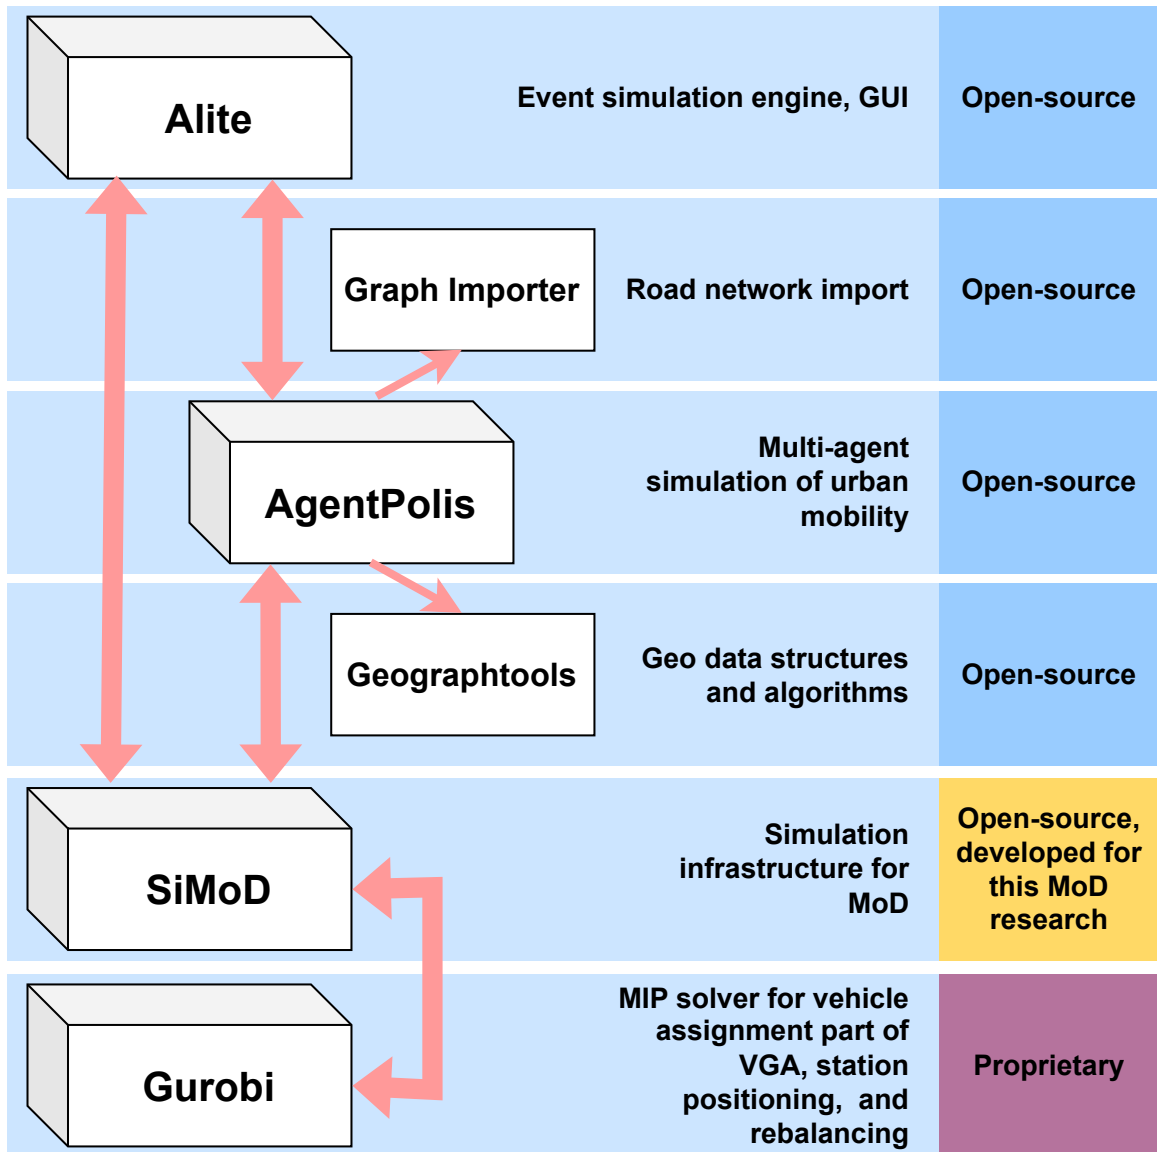 Alite
Event simulation engine, GUI
Open-source
Graph Importer
Road network import
Open-source
AgentPolis
Multi-agent
simulation of urban
mobility
Open-source
Geographtools
Geo data structures
and algorithms
Open-source
SiMoD
Simulation
infrastructure for
MoD
Open-source,
developed for
this MoD
research
Gurobi
MIP solver for vehicle
assignment part of
VGA, station
positioning, and
rebalancing
Proprietary